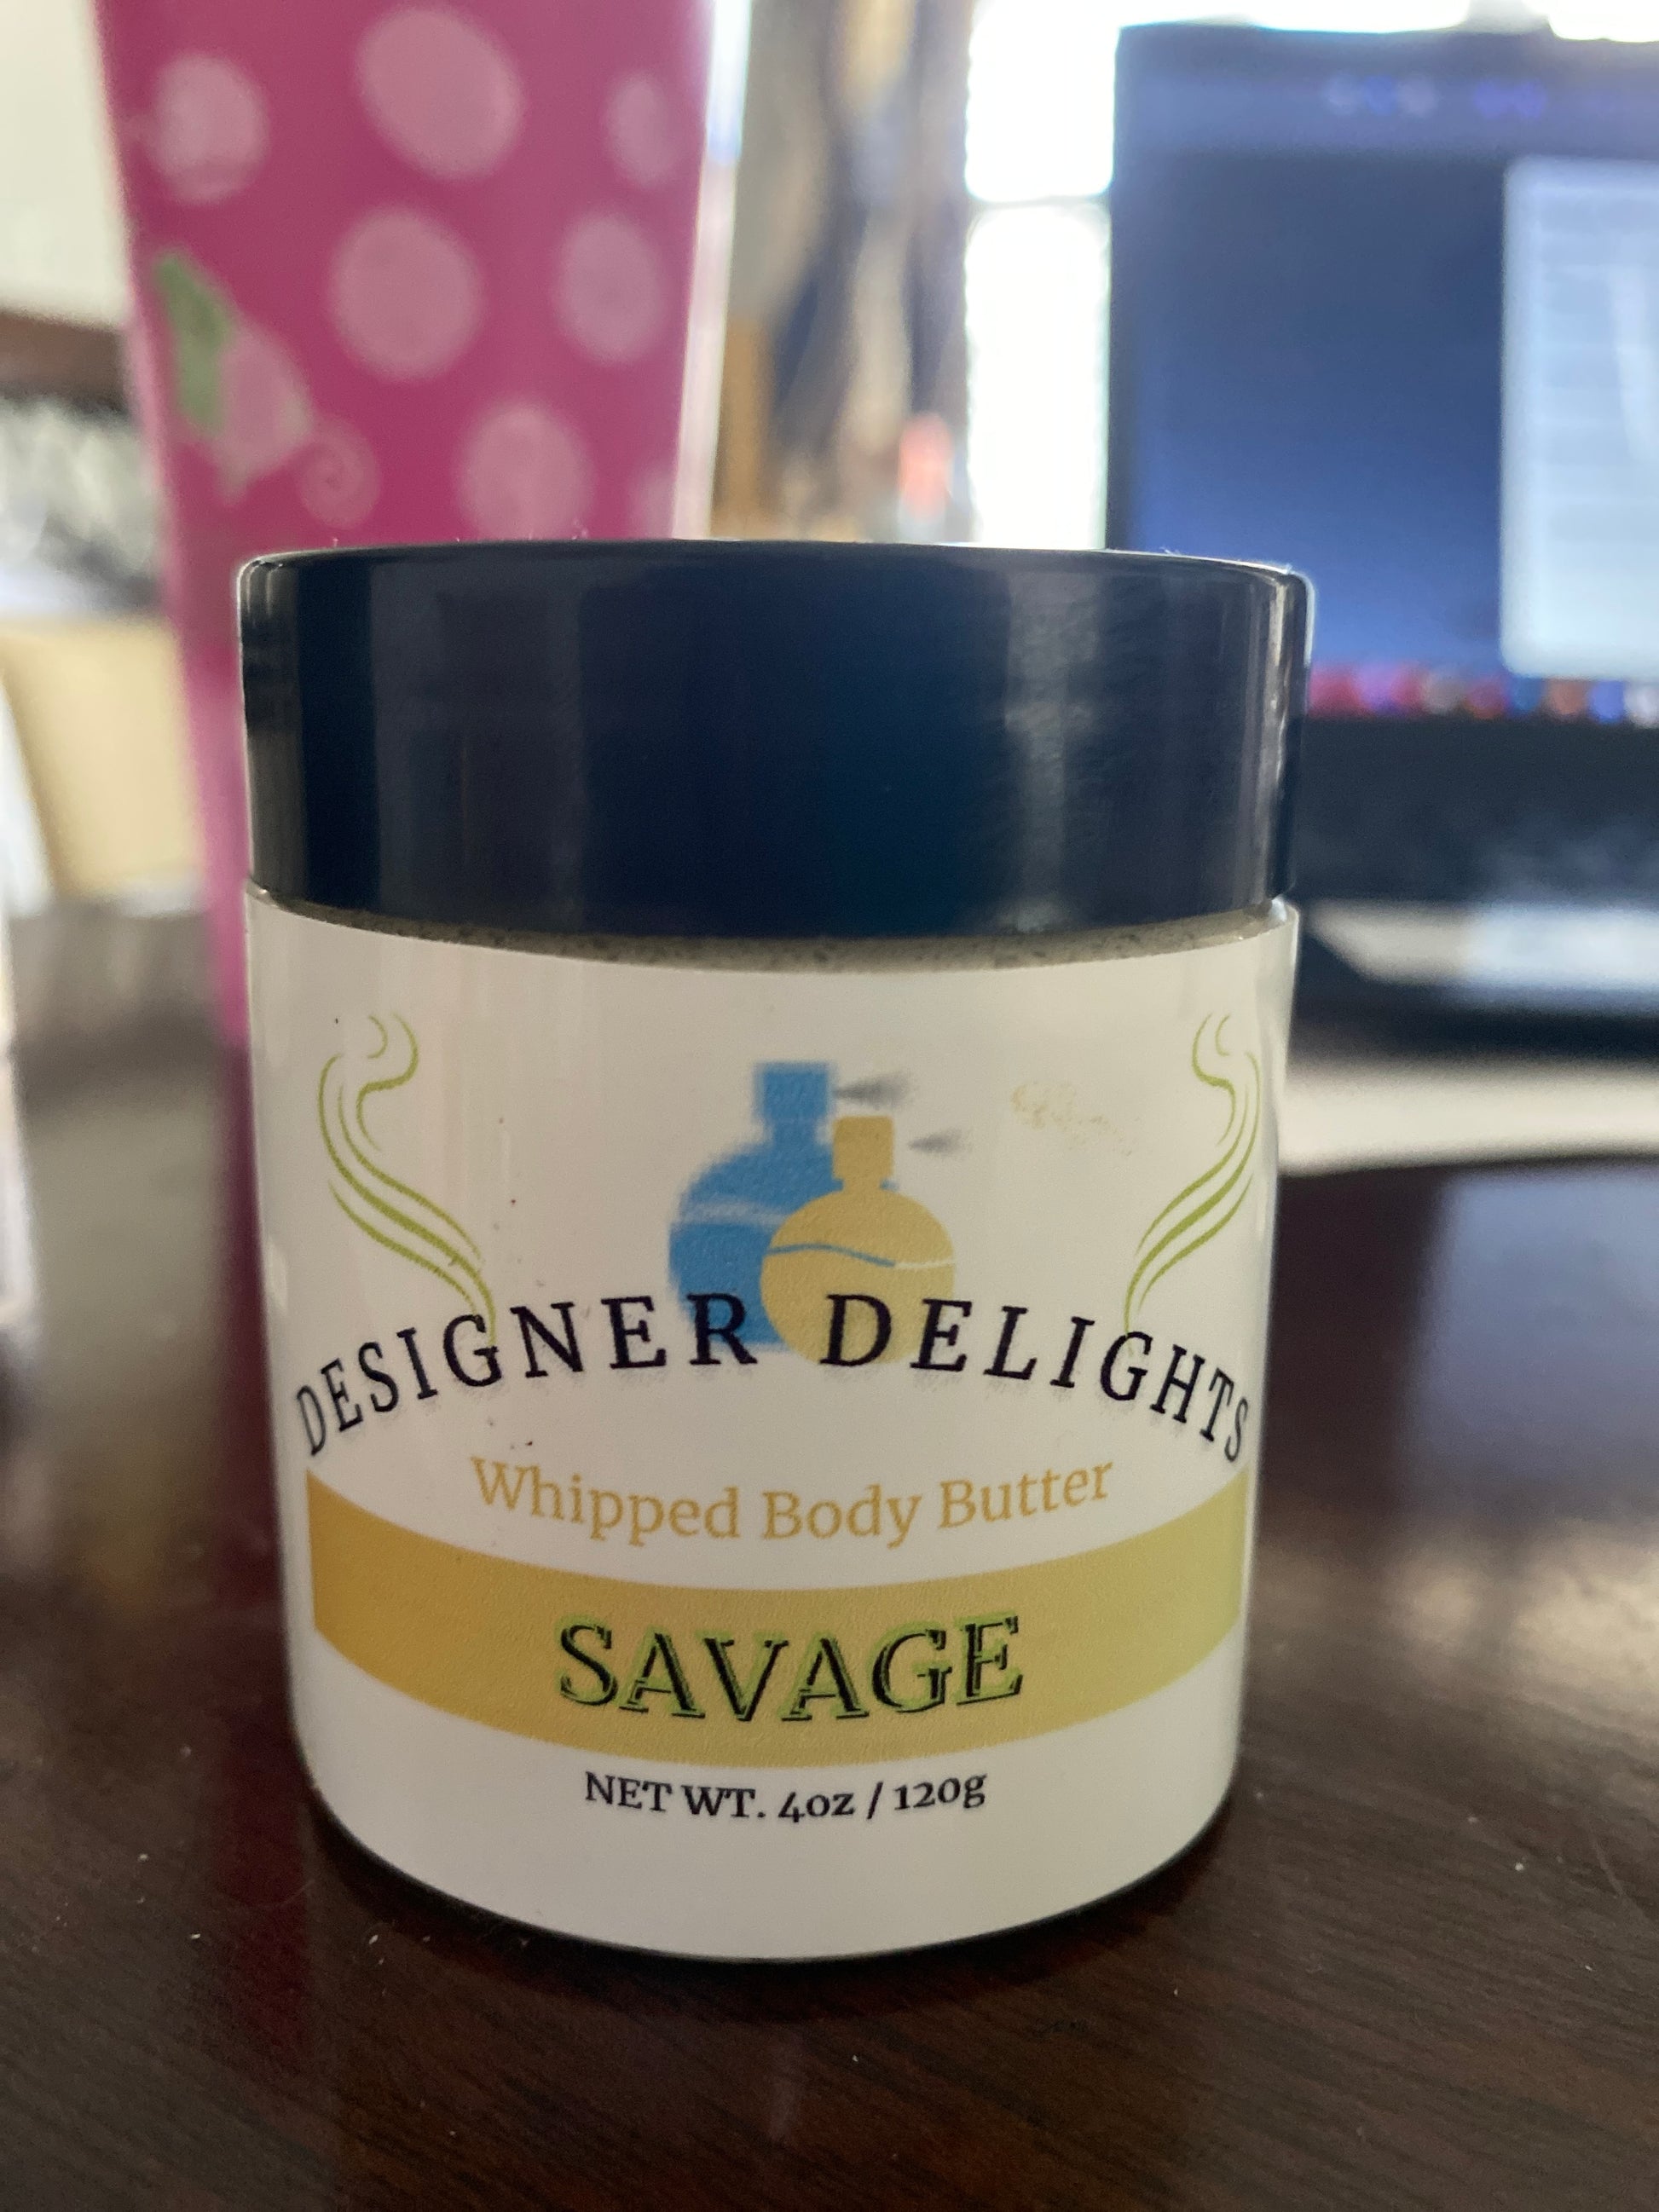 DESIGNER DELIGHTS
Whipped Body Butter
SAVAGE
NET WT. 4oz / 120g